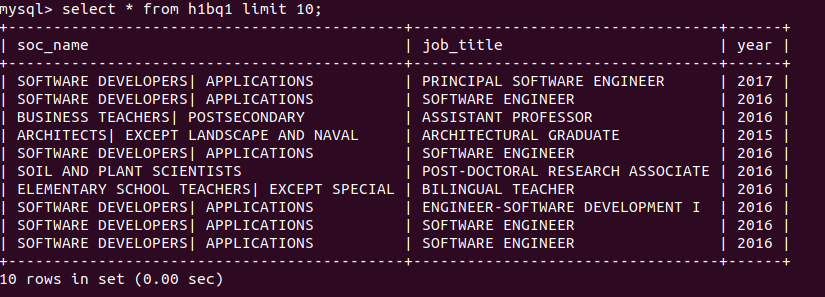 mysql> select * from h1bq1 limit 10;
+--------------------------------------------+----------------------------------+------+
| soc_name                                   | job_title                        | year |
+--------------------------------------------+----------------------------------+------+
| SOFTWARE DEVELOPERS| APPLICATIONS          | PRINCIPAL SOFTWARE ENGINEER      | 2017 |
| SOFTWARE DEVELOPERS| APPLICATIONS          | SOFTWARE ENGINEER                | 2016 |
| BUSINESS TEACHERS| POSTSECONDARY           | ASSISTANT PROFESSOR              | 2016 |
| ARCHITECTS| EXCEPT LANDSCAPE AND NAVAL     | ARCHITECTURAL GRADUATE           | 2015 |
| SOFTWARE DEVELOPERS| APPLICATIONS          | SOFTWARE ENGINEER                | 2016 |
| SOIL AND PLANT SCIENTISTS                  | POST-DOCTORAL RESEARCH ASSOCIATE | 2016 |
| ELEMENTARY SCHOOL TEACHERS| EXCEPT SPECIAL | BILINGUAL TEACHER                | 2016 |
| SOFTWARE DEVELOPERS| APPLICATIONS          | ENGINEER-SOFTWARE DEVELOPMENT I  | 2016 |
| SOFTWARE DEVELOPERS| APPLICATIONS          | SOFTWARE ENGINEER                | 2016 |
| SOFTWARE DEVELOPERS| APPLICATIONS          | SOFTWARE ENGINEER                | 2016 |
+--------------------------------------------+----------------------------------+------+
10 rows in set (0.00 sec)